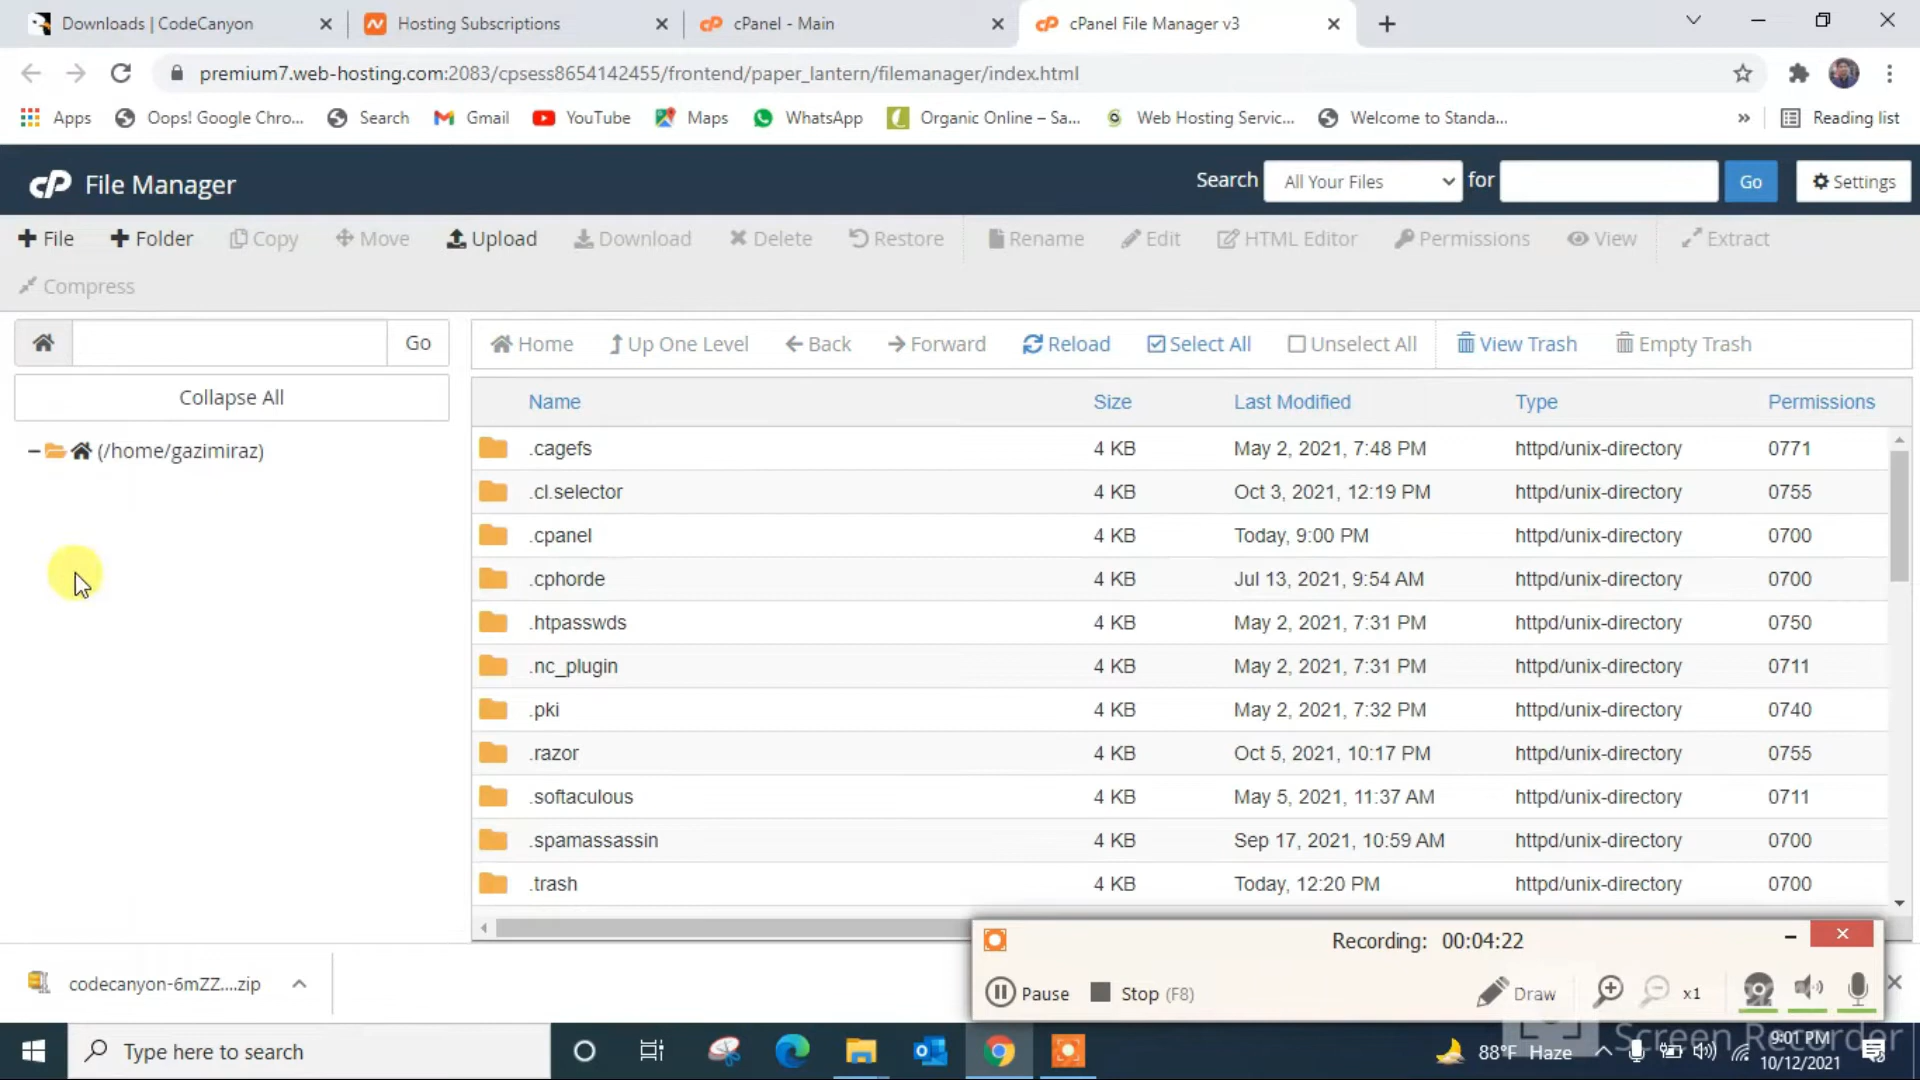 Downloads | CodeCanyon
Hosting Subscriptions
cPanel - Main
cPanel File Manager v3
premium7.web-hosting.com:2083/cpsess8654142455/frontend/paper_lantern/filemanager/index.html
Apps Oops! Google Chro... Search Gmail YouTube Maps WhatsApp Organic Online – Sa... Web Hosting Servic... Welcome to Standa... » Reading list
cP File Manager
Search All Your Files for Go Settings
File Folder Copy Move Upload Download Delete Restore Rename Edit HTML Editor Permissions View Extract
Compress
Go
Home Up One Level Back Forward Reload Select All Unselect All View Trash Empty Trash
Collapse All
(/home/gazimiraz)
Name Size Last Modified Type Permissions
.cagefs 4 KB May 2, 2021, 7:48 PM httpd/unix-directory 0771
.cl.selector 4 KB Oct 3, 2021, 12:19 PM httpd/unix-directory 0755
.cpanel 4 KB Today, 9:00 PM httpd/unix-directory 0700
.cphorde 4 KB Jul 13, 2021, 9:54 AM httpd/unix-directory 0700
.htpasswds 4 KB May 2, 2021, 7:31 PM httpd/unix-directory 0750
.nc_plugin 4 KB May 2, 2021, 7:31 PM httpd/unix-directory 0711
.pki 4 KB May 2, 2021, 7:32 PM httpd/unix-directory 0740
.razor 4 KB Oct 5, 2021, 10:17 PM httpd/unix-directory 0755
.softaculous 4 KB May 5, 2021, 11:37 AM httpd/unix-directory 0711
.spamassassin 4 KB Sep 17, 2021, 10:59 AM httpd/unix-directory 0700
.trash 4 KB Today, 12:20 PM httpd/unix-directory 0700
Recording: 00:04:22
codecanyon-6mZZ....zip
Pause Stop (F8) Draw x1
Screen Recorder
Type here to search
88°F Haze
9:01 PM
10/12/2021